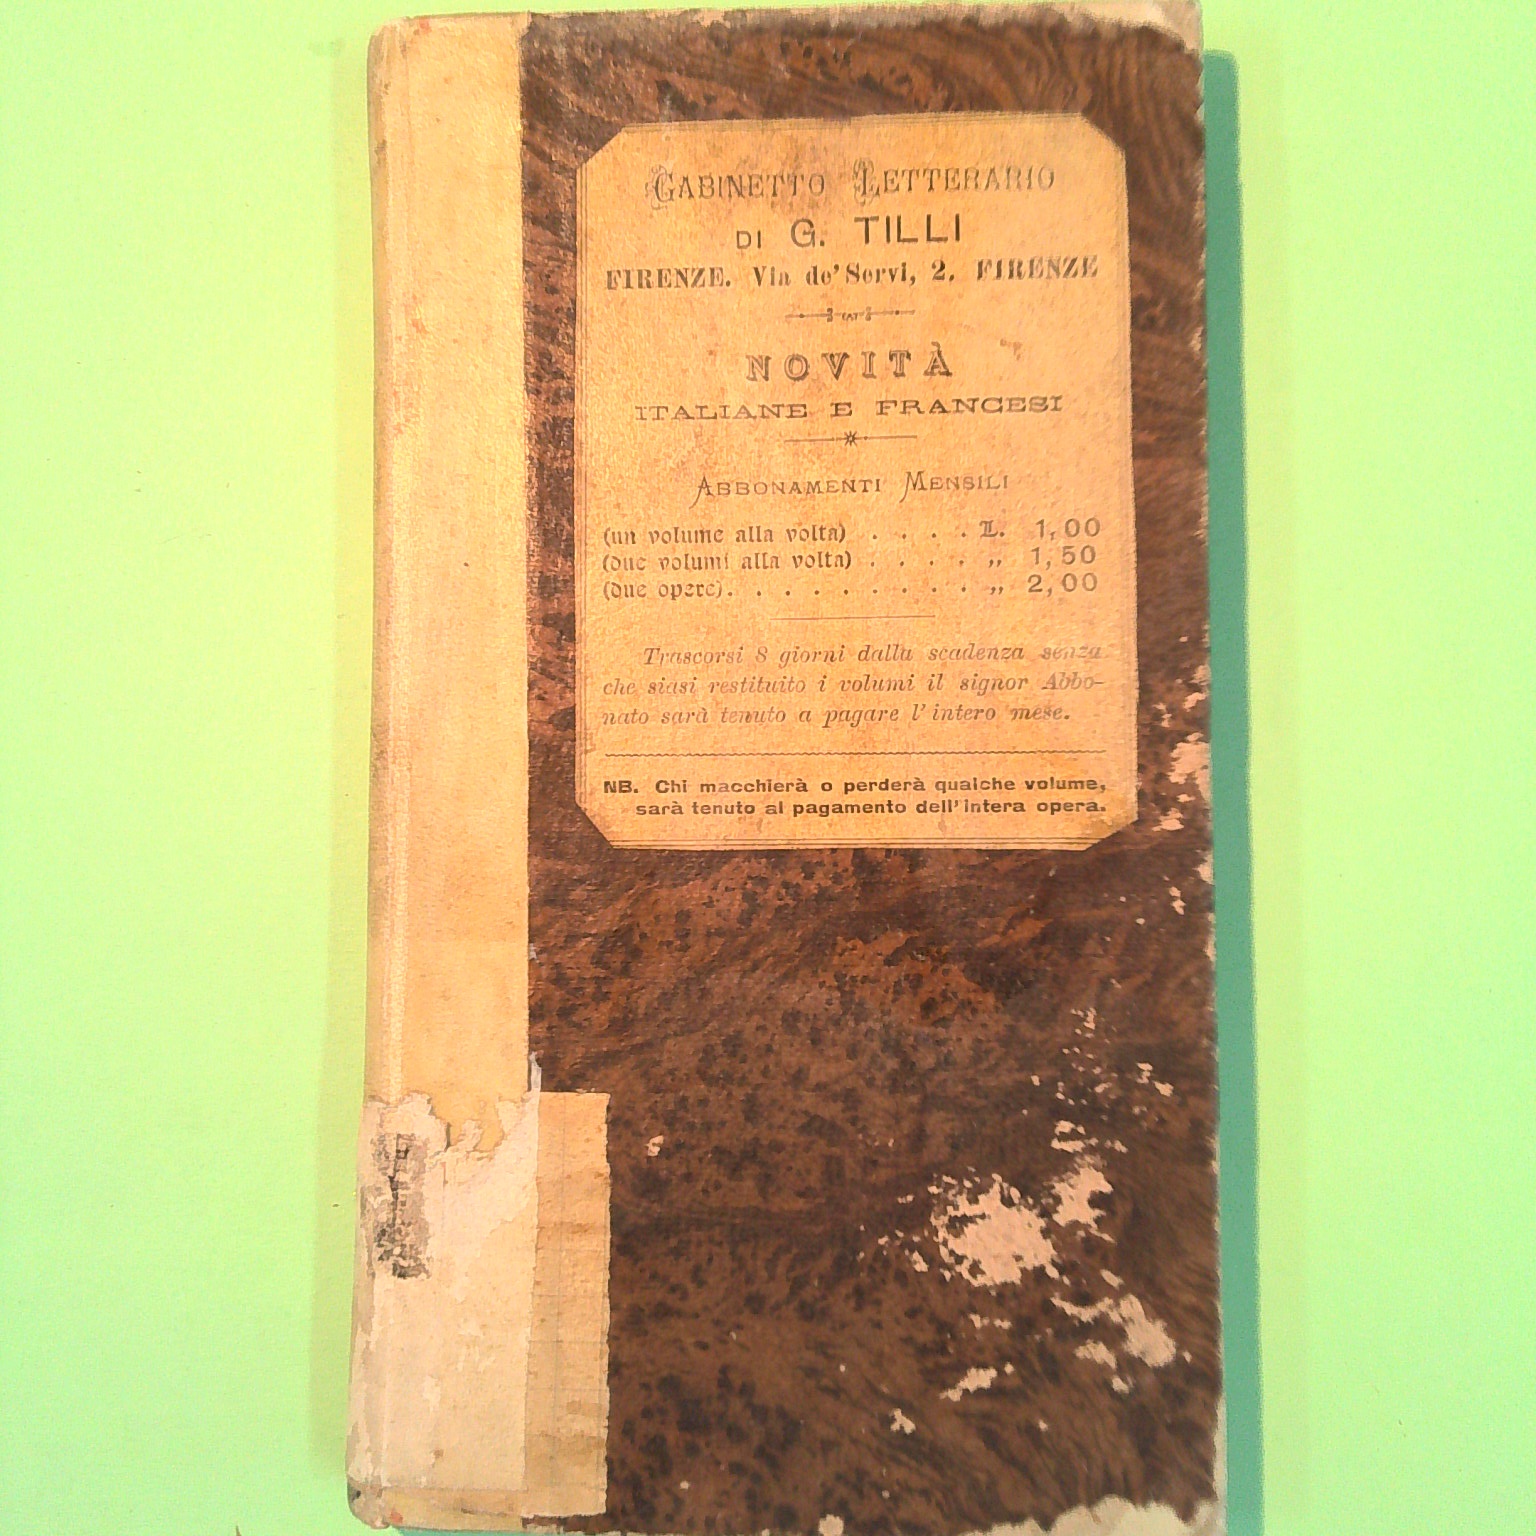 GABINETTO LETTERARIO
DI G. TILLI
FIRENZE. Via de' Servi, 2. FIRENZE
NOVITÀ
ITALIANE E FRANCESI
ABBONAMENTI MENSILI
(un volume alla volta) . . . . L. 1,00
(due volumi alla volta) . . . . „ 1,50
(due opere). . . . . . . . . „ 2,00
Trascorsi 8 giorni dalla scadenza senza
che siasi restituito i volumi il signor Abbo-
nato sarà tenuto a pagare l' intero mese.
NB. Chi macchierà o perderà qualche volume,
sarà tenuto al pagamento dell' intera opera.